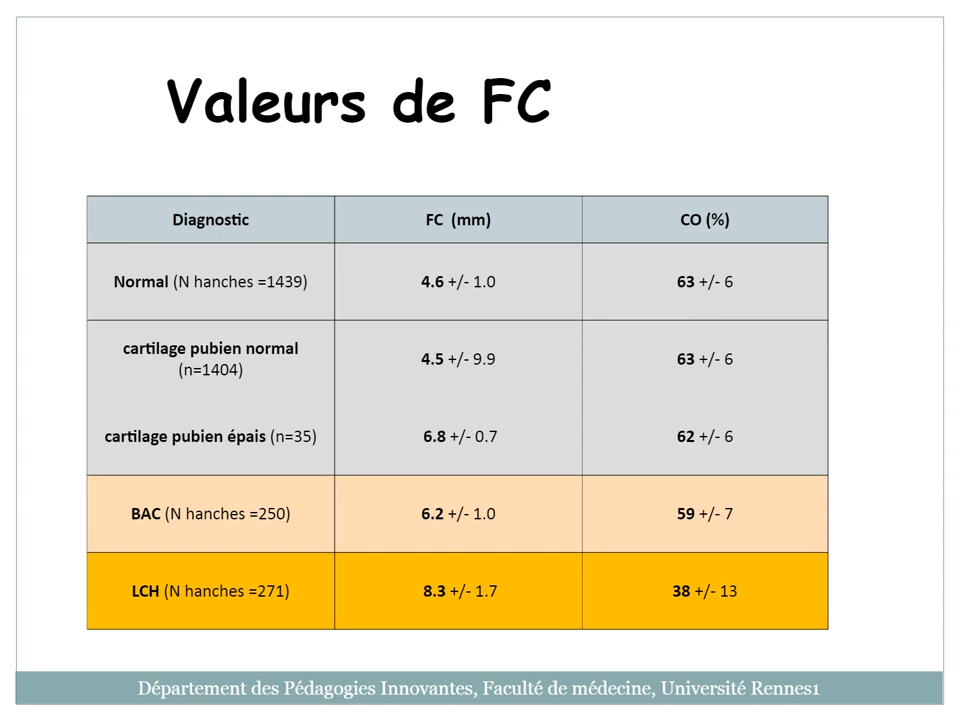 Valeurs de FC
Diagnostic FC (mm) CO (%)
Normal (N hanches =1439) 4.6 +/- 1.0 63 +/- 6
cartilage pubien normal
(n=1404) 4.5 +/- 9.9 63 +/- 6
cartilage pubien épais (n=35) 6.8 +/- 0.7 62 +/- 6
BAC (N hanches =250) 6.2 +/- 1.0 59 +/- 7
LCH (N hanches =271) 8.3 +/- 1.7 38 +/- 13
Département des Pédagogies Innovantes, Faculté de médecine, Université Rennes1